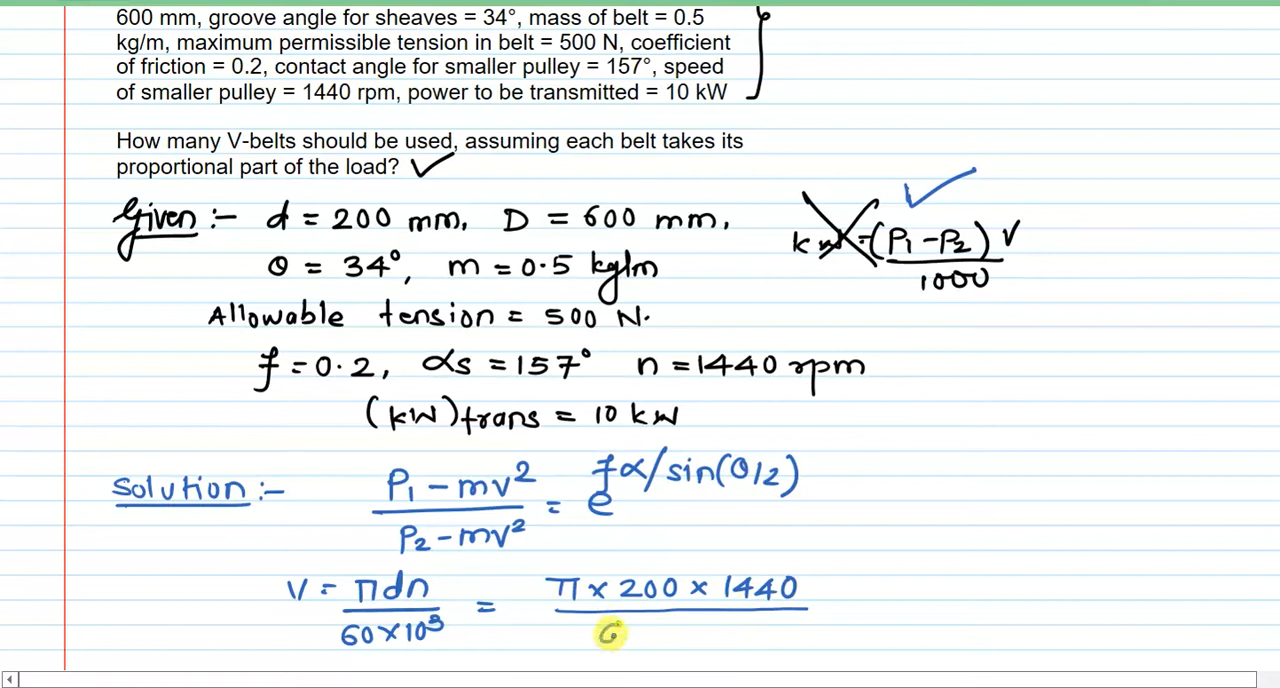 600 mm, groove angle for sheaves = 34°, mass of belt = 0.5
kg/m, maximum permissible tension in belt = 500 N, coefficient
of friction = 0.2, contact angle for smaller pulley = 157°, speed
of smaller pulley = 1440 rpm, power to be transmitted = 10 kW
How many V-belts should be used, assuming each belt takes its
proportional part of the load?
Given :- d = 200 mm, D = 600 mm,
kW = (P₁ - P₂) V
1000
θ = 34°, m = 0.5 kg/m
Allowable tension = 500 N.
f = 0.2, αs = 157° n = 1440 rpm
(kW) trans = 10 kW
Solution :- P₁ - mv² / P₂ - mv² = e^fα/sin(θ/2)
V = πdn / 60×10³ = π × 200 × 1440 / 6